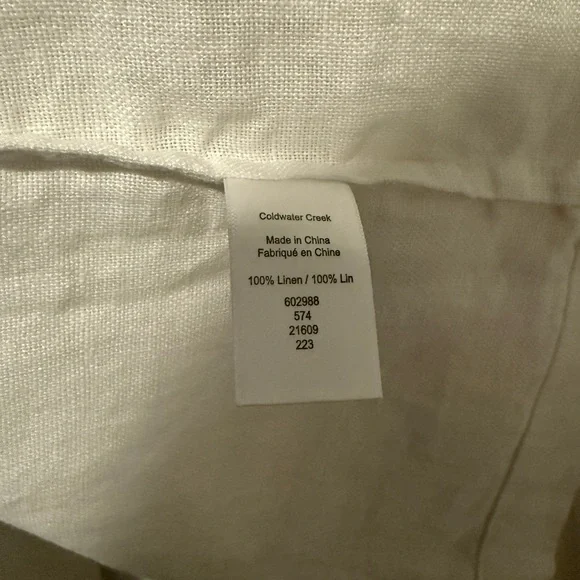 Coldwater Creek
Made in China
Fabriqué en Chine
100% Linen / 100% Lin
602988
574
21609
223